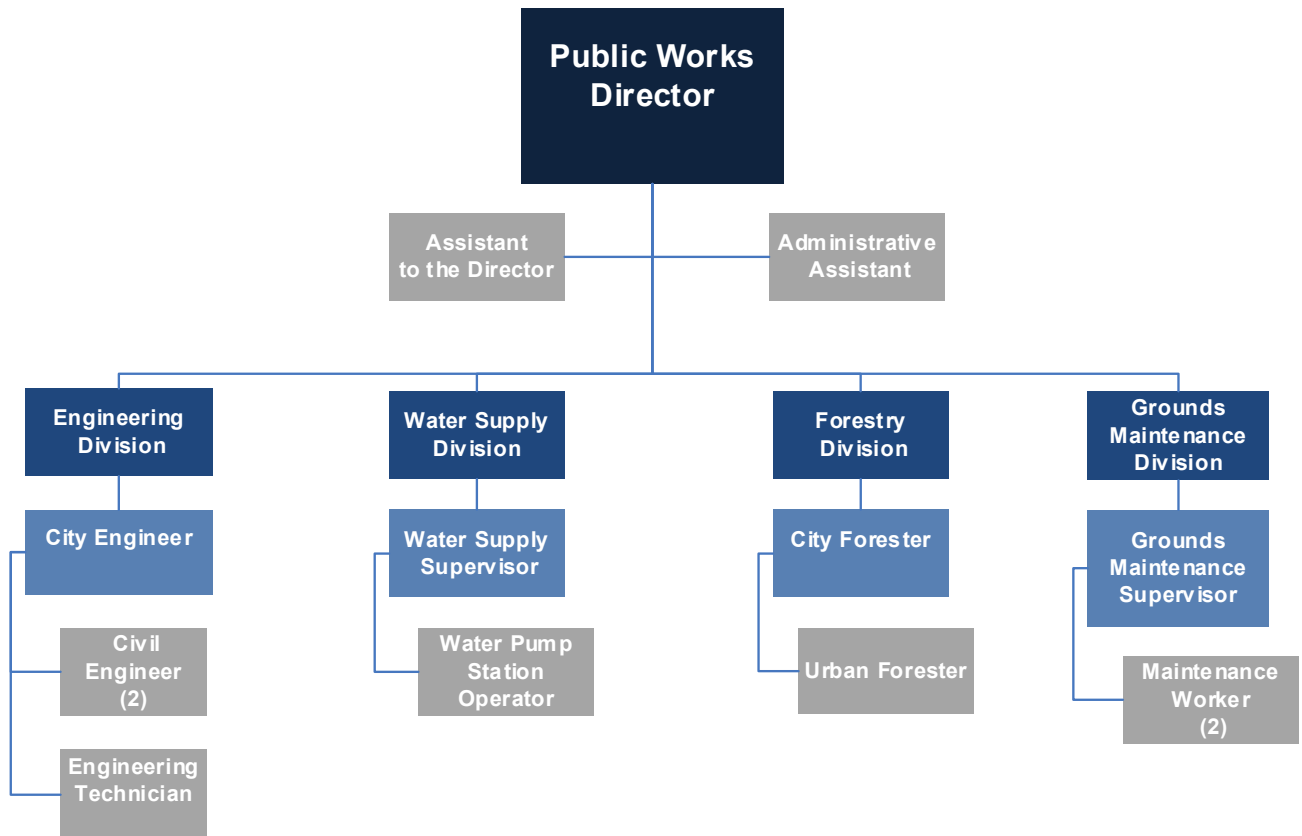 Public Works
Director
Assistant
to the Director
Administrative
Assistant
Engineering
Division
Water Supply
Division
Forestry
Division
Grounds
Maintenance
Division
City Engineer
Water Supply
Supervisor
City Forester
Grounds
Maintenance
Supervisor
Civil
Engineer
(2)
Water Pump
Station
Operator
Urban Forester
Maintenance
Worker
(2)
Engineering
Technician